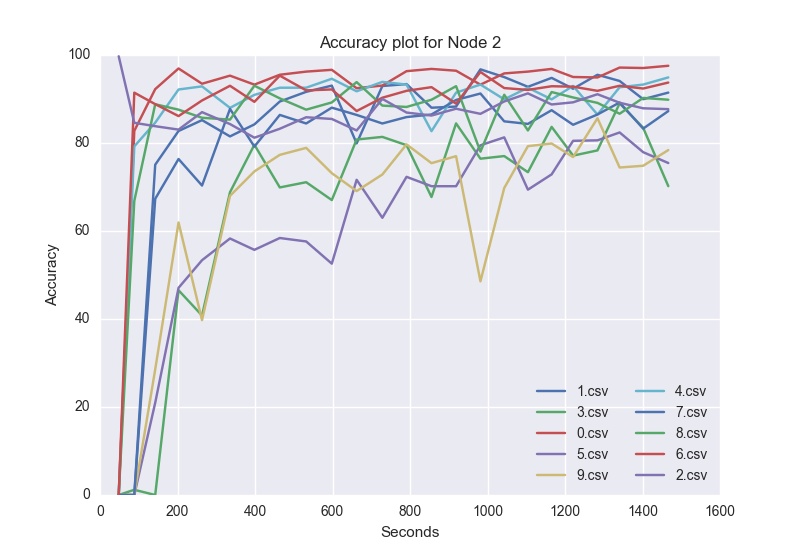 Accuracy plot for Node 2
100
80
60
40
20
0
Accuracy
0 200 400 600 800 1000 1200 1400 1600
Seconds
1.csv 4.csv
3.csv 7.csv
0.csv 8.csv
5.csv 6.csv
9.csv 2.csv